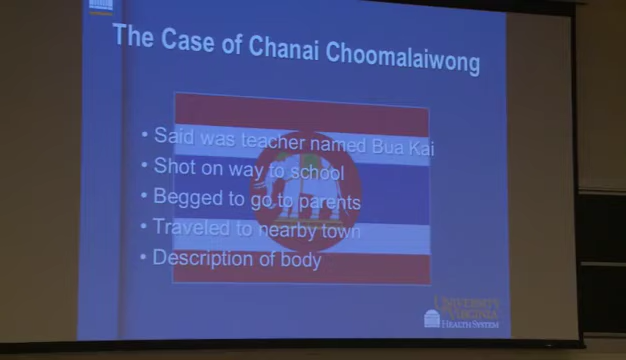 The Case of Chanai Choomalaiwong
• Said was teacher named Bua Kai
• Shot on way to school
• Begged to go to parents
• Traveled to nearby town
• Description of body
UNIVERSITY
VIRGINIA
HEALTH SYSTEM